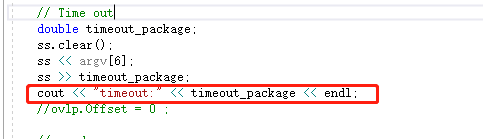 // Time out
double timeout_package;
ss.clear();
ss << argv[6];
ss >> timeout_package;
cout << "timeout:" << timeout_package << endl;
//ovlp.Offset = 0 ;